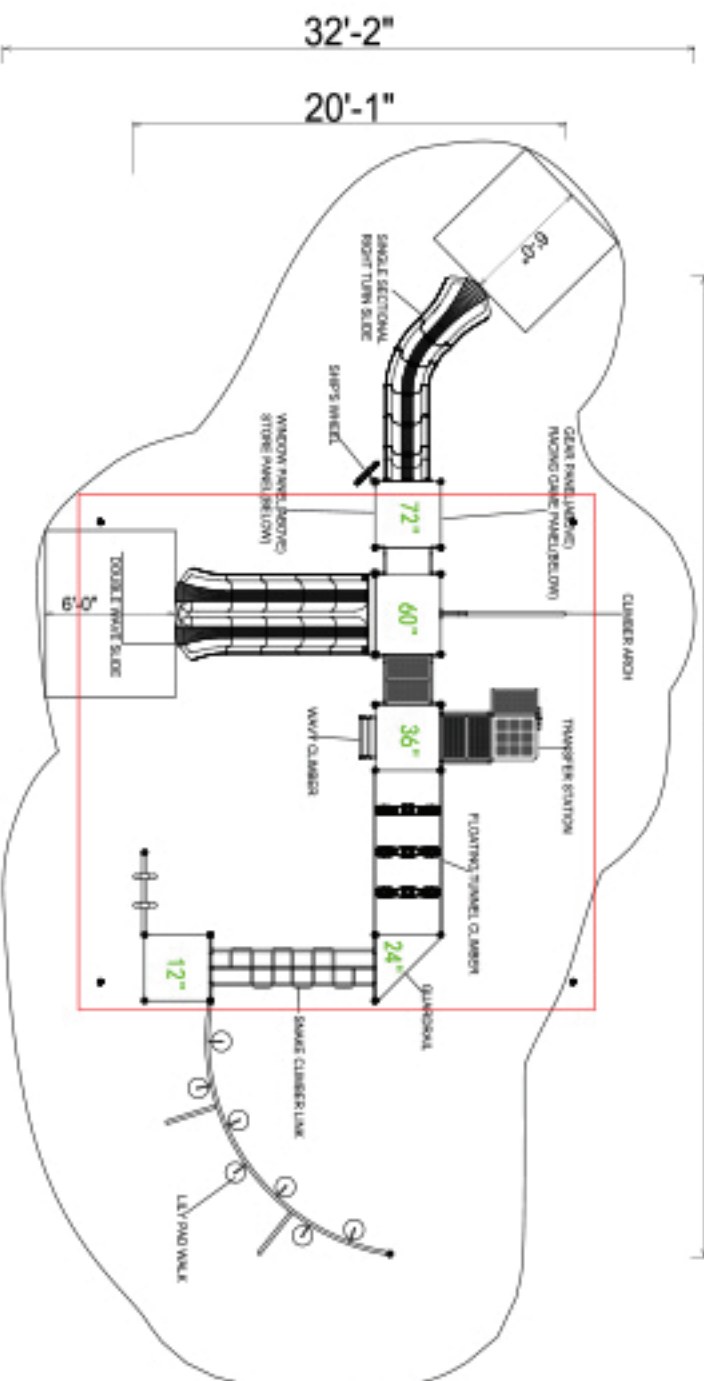 32'-2"
20'-1"
6'-0"
SINGLE SECTIONAL
RIGHT TURN SLIDE
SHIPS WHEEL
GEAR PANEL(ABOVE)
RACING GAME PANEL(BELOW)
WINDOW PANEL(ABOVE)
STORE PANEL(BELOW)
72"
60"
CLIMBER ARCH
DOUBLE WAVE SLIDE
6'-0"
36"
WAVY CLIMBER
TRANSFER STATION
FLOATING TUNNEL CLIMBER
24"
GUARDRAIL
12"
SNAKE CLIMBER LINK
LILY PAD WALK